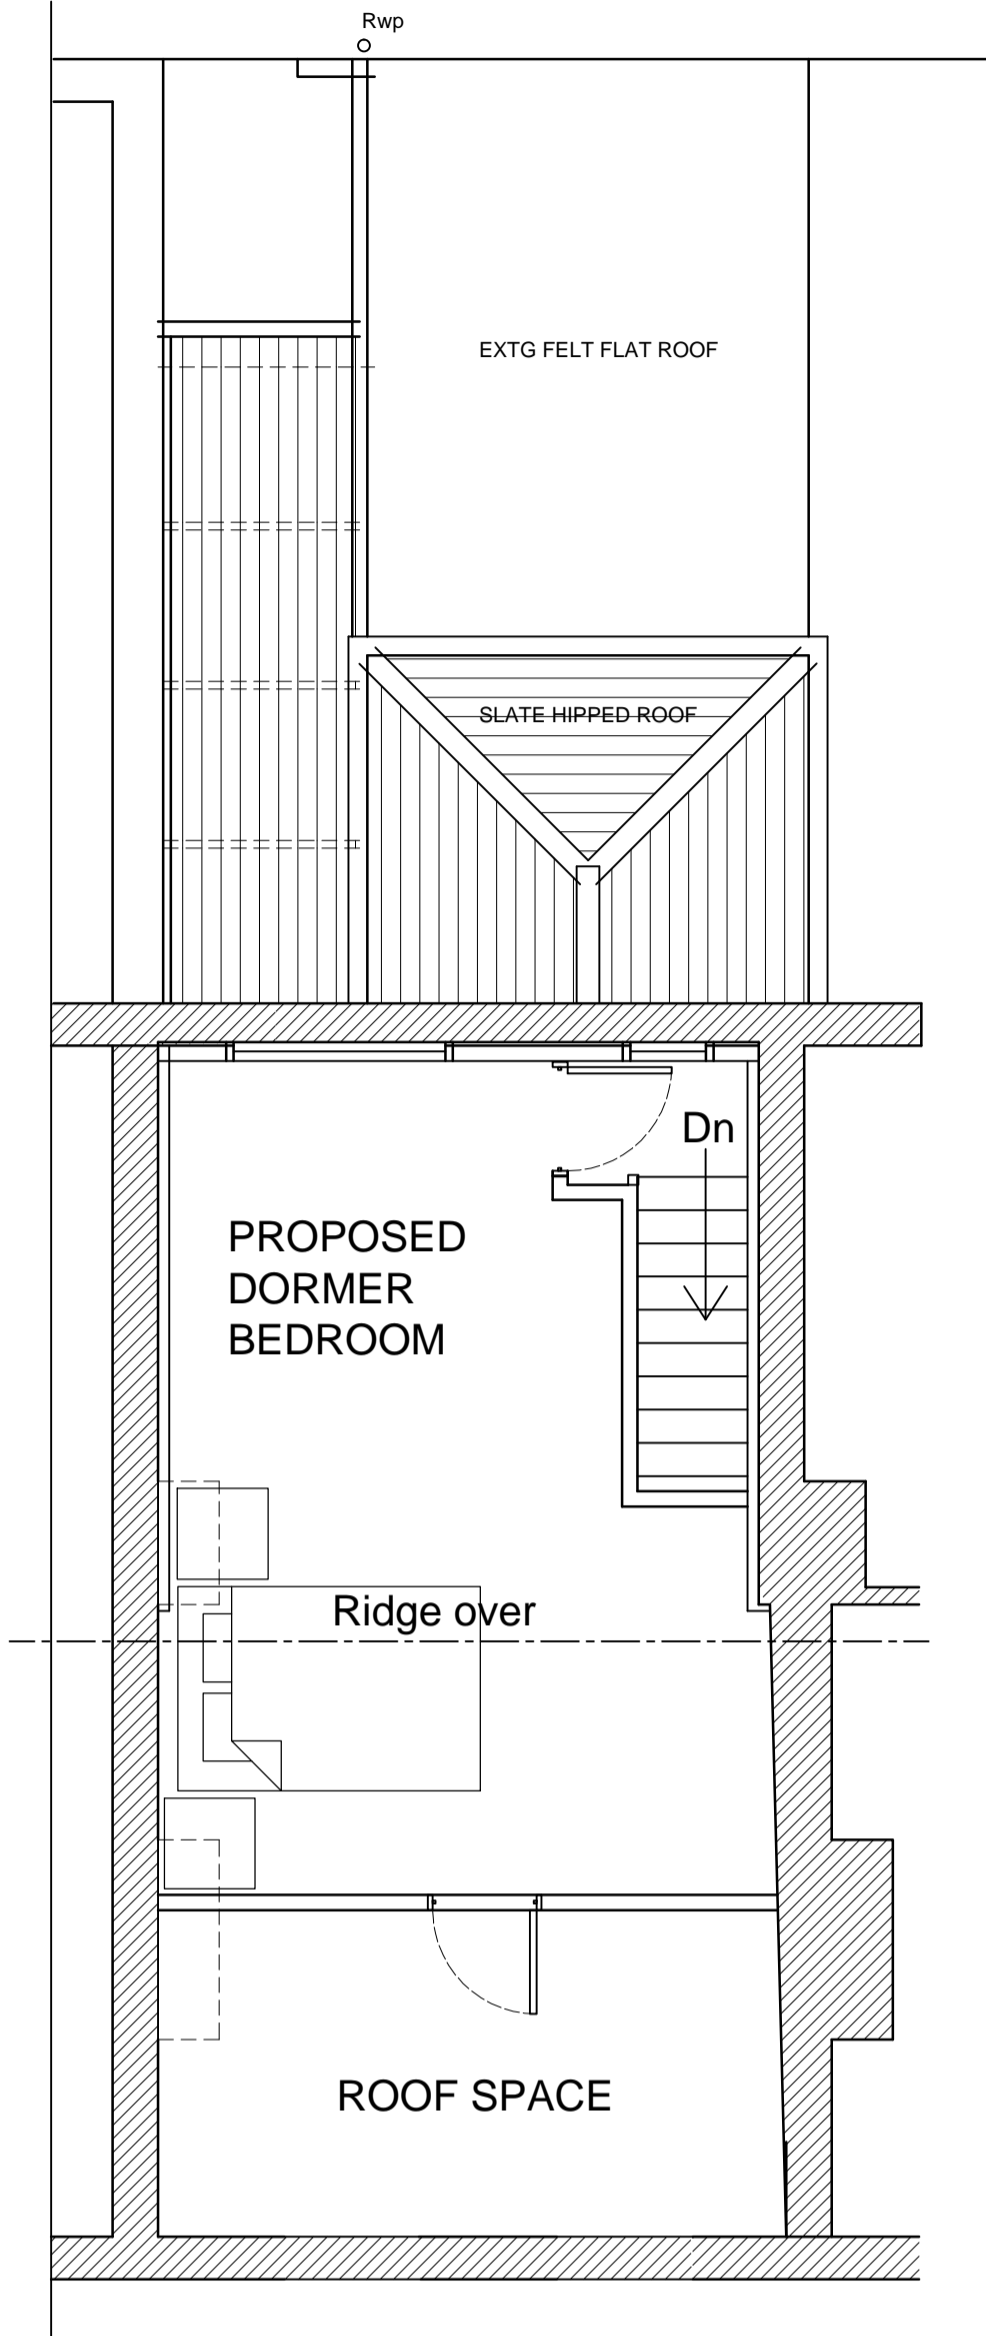 Rwp
EXTG FELT FLAT ROOF
SLATE HIPPED ROOF
Dn
PROPOSED
DORMER
BEDROOM
Ridge over
ROOF SPACE